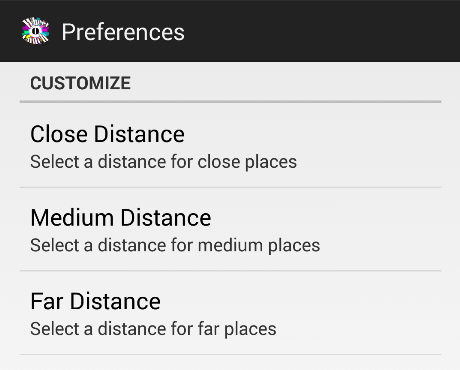 Preferences
CUSTOMIZE
Close Distance
Select a distance for close places
Medium Distance
Select a distance for medium places
Far Distance
Select a distance for far places